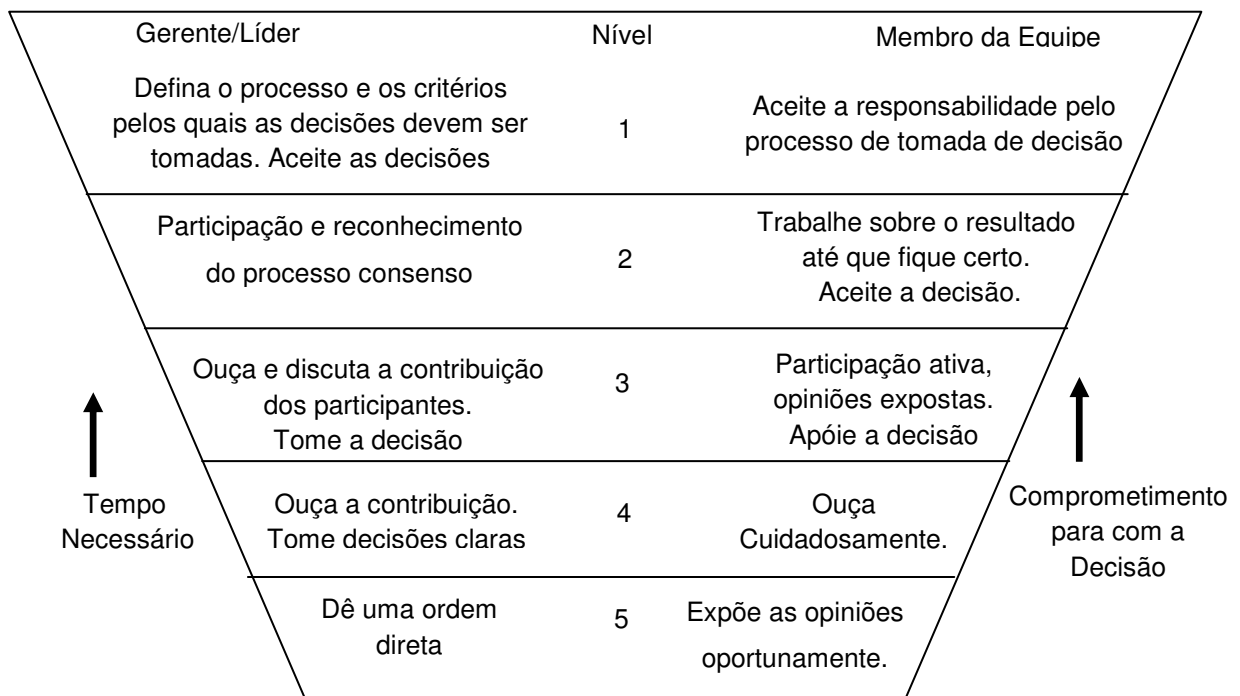 Gerente/Líder
Nível
Membro da Equipe
Defina o processo e os critérios
pelos quais as decisões devem ser
tomadas. Aceite as decisões
1
Aceite a responsabilidade pelo
processo de tomada de decisão
Participação e reconhecimento
do processo consenso
2
Trabalhe sobre o resultado
até que fique certo.
Aceite a decisão.
Ouça e discuta a contribuição
dos participantes.
Tome a decisão
3
Participação ativa,
opiniões expostas.
Apóie a decisão
Tempo
Necessário
Ouça a contribuição.
Tome decisões claras
4
Ouça
Cuidadosamente.
Comprometimento
para com a
Decisão
Dê uma ordem
direta
5
Expõe as opiniões
oportunamente.